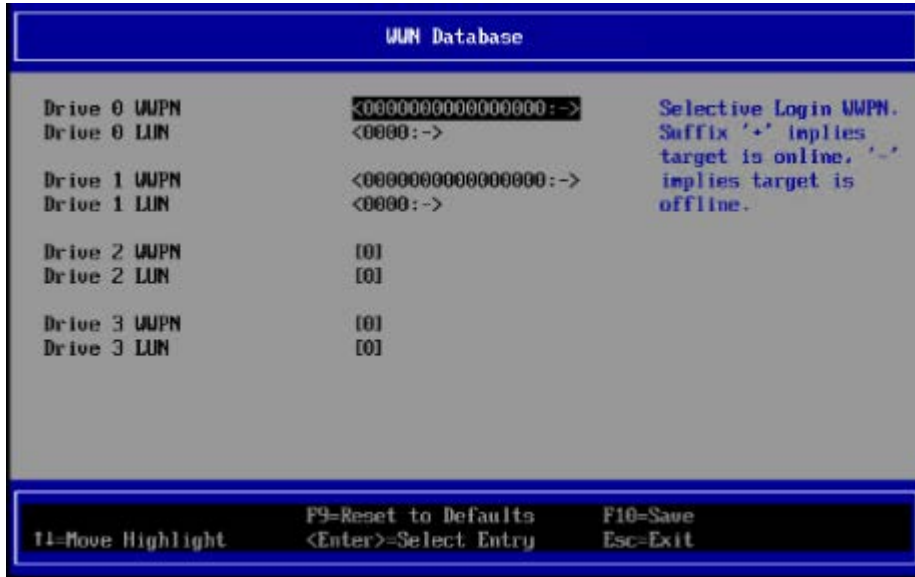 WWN Database
Drive 0 WWPN <0000000000000000:->
Drive 0 LUN <0000:->
Drive 1 WWPN <0000000000000000:->
Drive 1 LUN <0000:->
Drive 2 WWPN [0]
Drive 2 LUN [0]
Drive 3 WWPN [0]
Drive 3 LUN [0]
Selective Login WWPN.
Suffix '+' implies
target is online, '-'
implies target is
offline.
F9=Reset to Defaults F10=Save
↑↓=Move Highlight <Enter>=Select Entry Esc=Exit